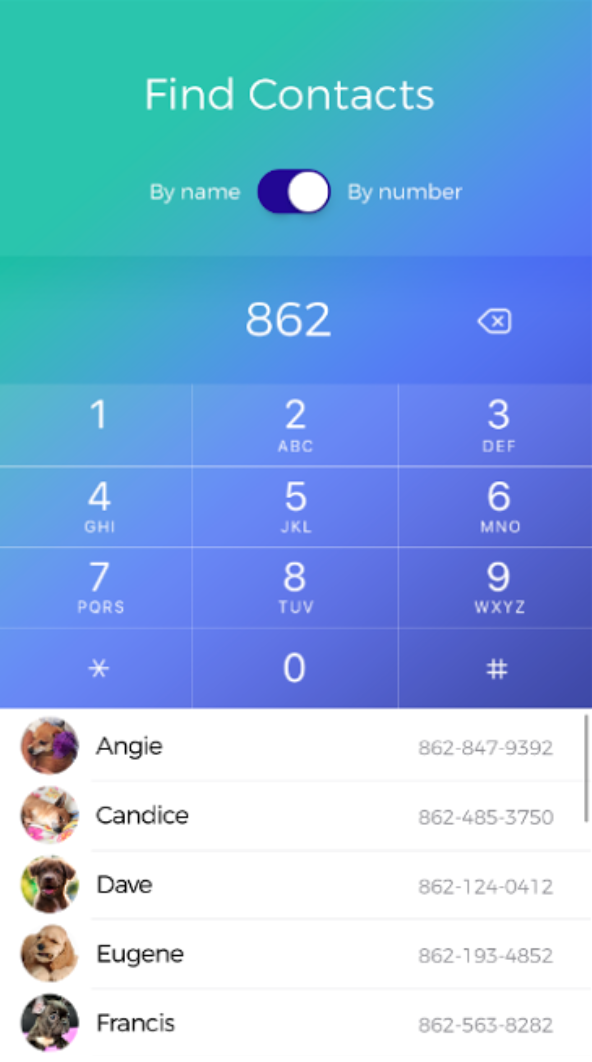 Find Contacts
By name By number
862
1 2 3
ABC DEF
4 5 6
GHI JKL MNO
7 8 9
PQRS TUV WXYZ
* 0 #
Angie 862-847-9392
Candice 862-485-3750
Dave 862-124-0412
Eugene 862-193-4852
Francis 862-563-8282